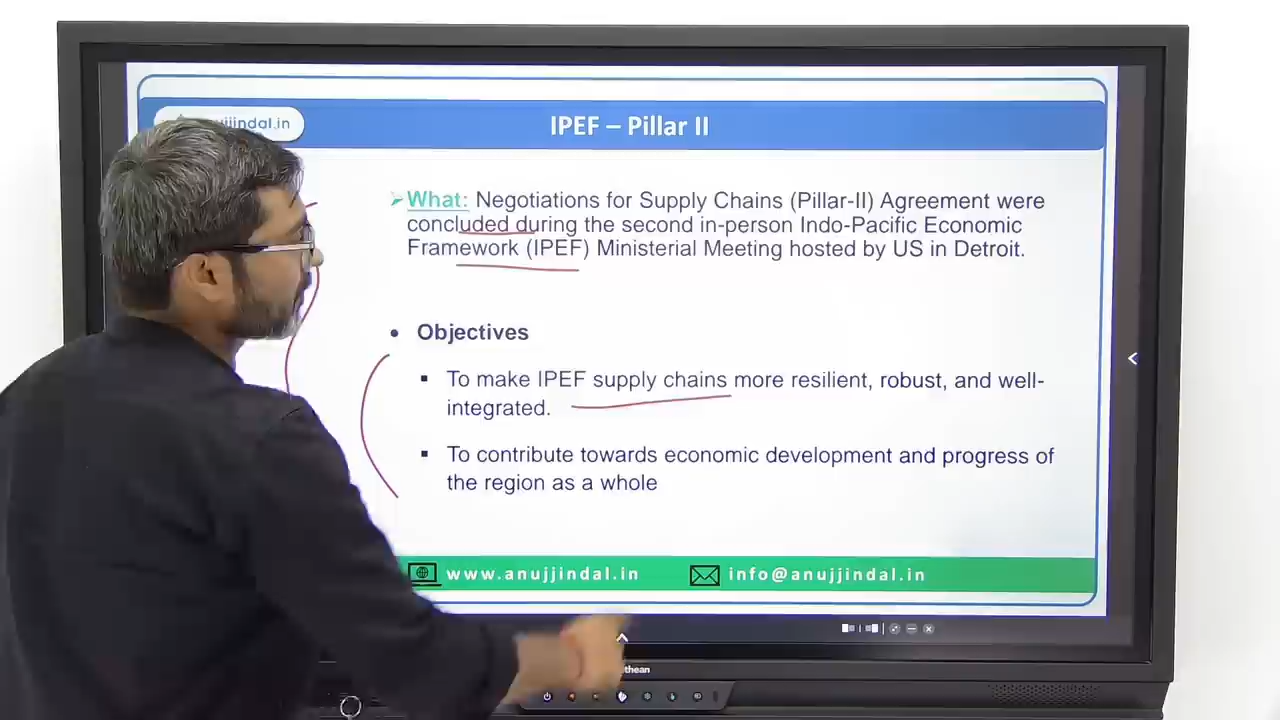 IPEF – Pillar II
What: Negotiations for Supply Chains (Pillar-II) Agreement were
concluded during the second in-person Indo-Pacific Economic
Framework (IPEF) Ministerial Meeting hosted by US in Detroit.
Objectives
To make IPEF supply chains more resilient, robust, and well-
integrated.
To contribute towards economic development and progress of
the region as a whole
www.anujjindal.in
info@anujjindal.in